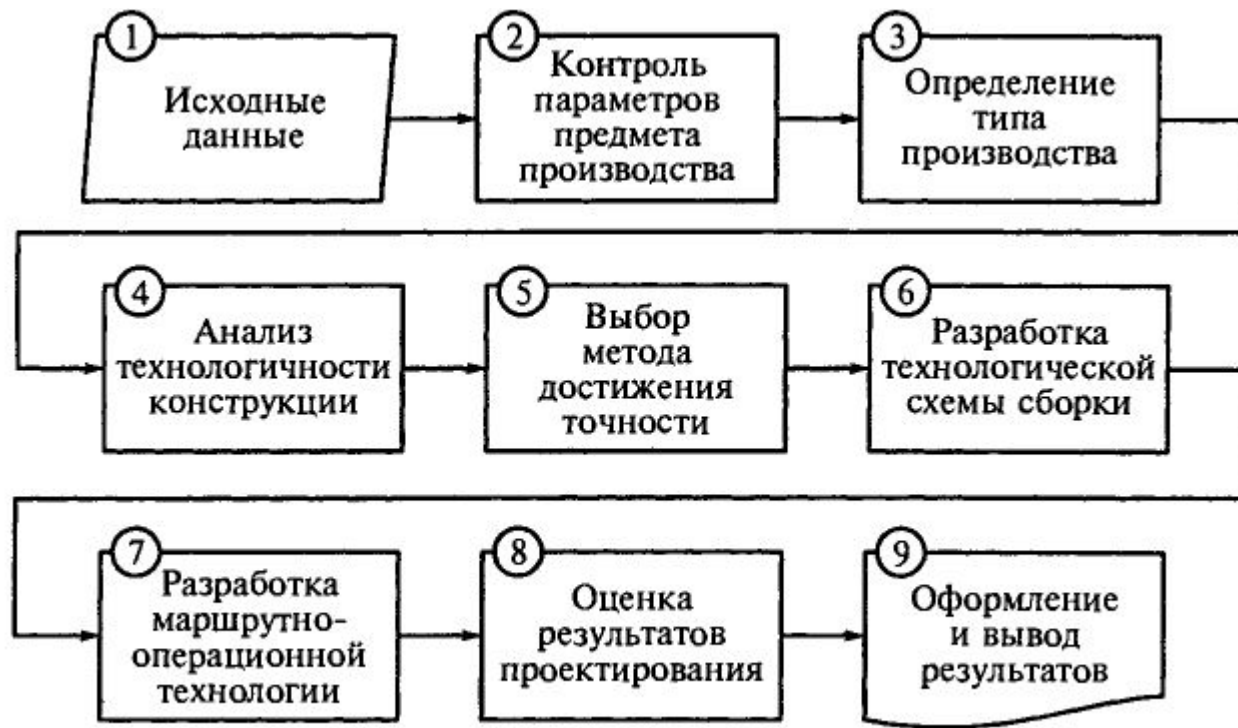 1
Исходные
данные
2
Контроль
параметров
предмета
производства
3
Определение
типа
производства
4
Анализ
технологичности
конструкции
5
Выбор
метода
достижения
точности
6
Разработка
технологической
схемы сборки
7
Разработка
маршрутно-
операционной
технологии
8
Оценка
результатов
проектирования
9
Оформление
и вывод
результатов